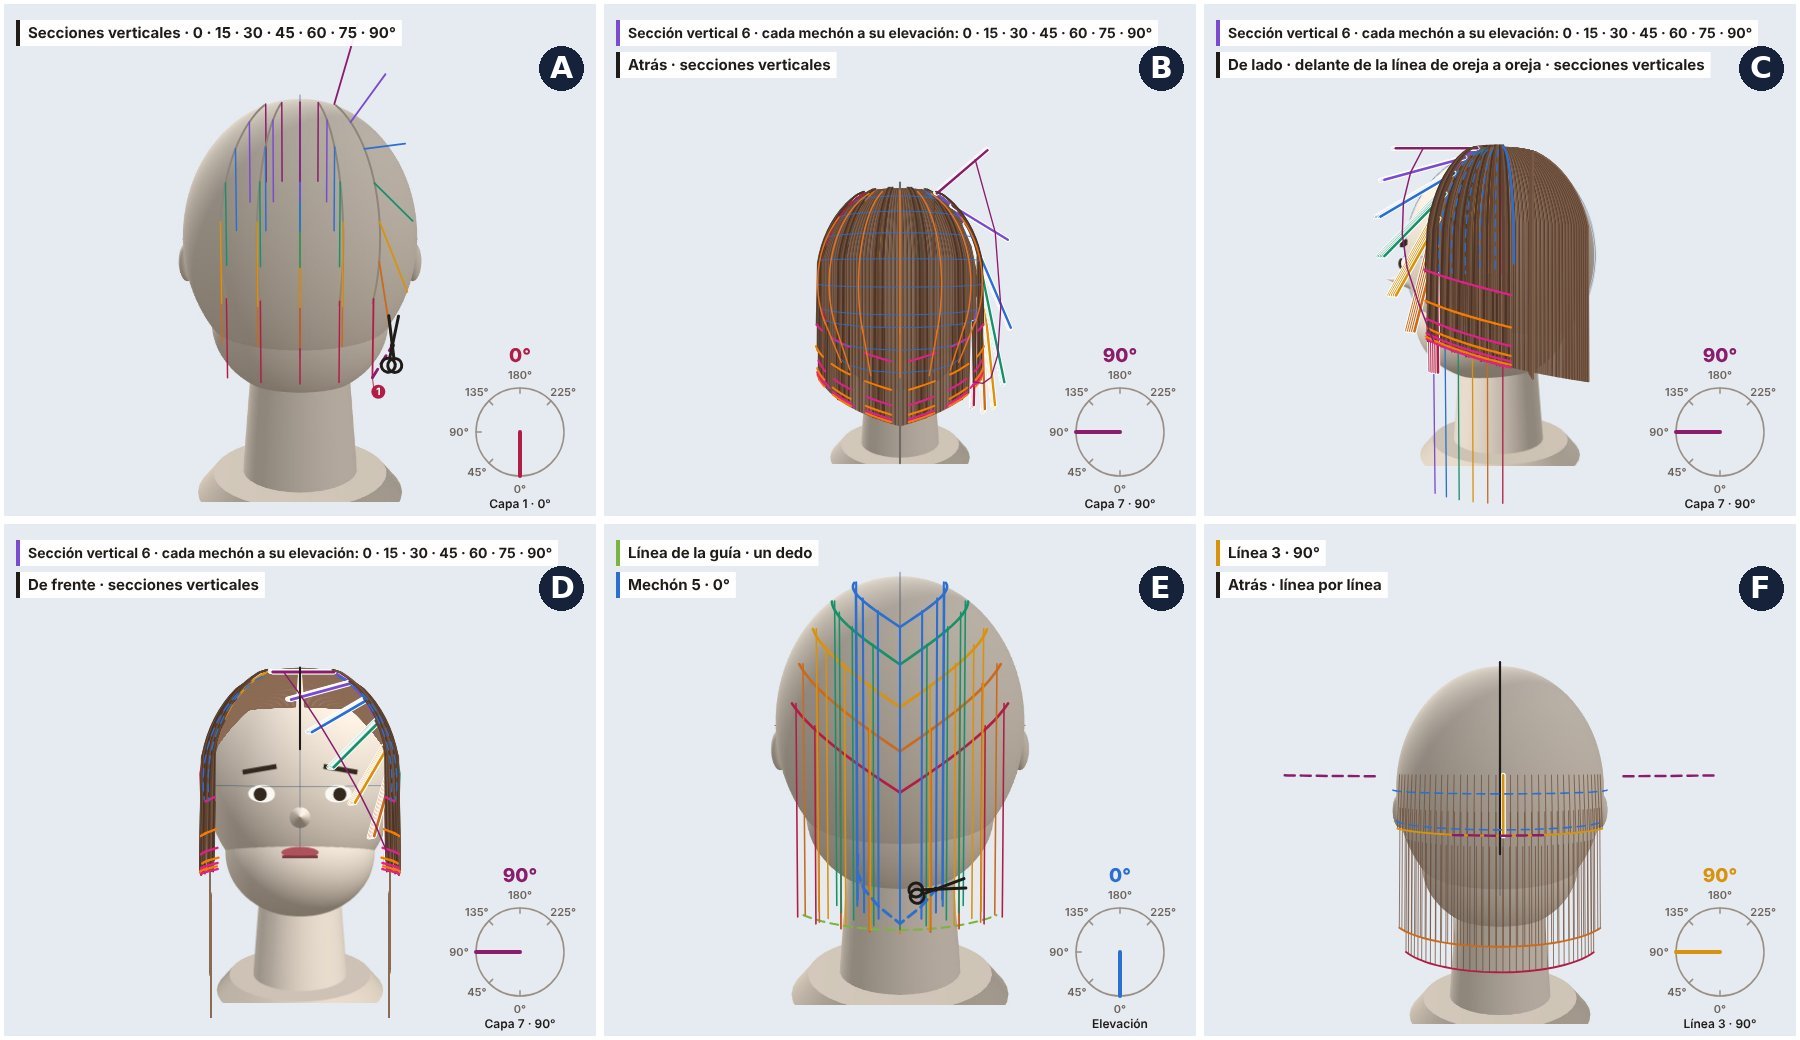 Secciones verticales · 0 · 15 · 30 · 45 · 60 · 75 · 90°
A
1
0°
180°
135° 225°
90°
45°
0°
Capa 1 · 0°
Sección vertical 6 · cada mechón a su elevación: 0 · 15 · 30 · 45 · 60 · 75 · 90°
Atrás · secciones verticales
B
90°
180°
135° 225°
90°
45°
0°
Capa 7 · 90°
Sección vertical 6 · cada mechón a su elevación: 0 · 15 · 30 · 45 · 60 · 75 · 90°
De lado · delante de la línea de oreja a oreja · secciones verticales
C
90°
180°
135° 225°
90°
45°
0°
Capa 7 · 90°
Sección vertical 6 · cada mechón a su elevación: 0 · 15 · 30 · 45 · 60 · 75 · 90°
De frente · secciones verticales
D
90°
180°
135° 225°
90°
45°
0°
Capa 7 · 90°
Línea de la guía · un dedo
Mechón 5 · 0°
E
0°
180°
135° 225°
90°
45°
0°
Elevación
Línea 3 · 90°
Atrás · línea por línea
F
90°
180°
135° 225°
90°
45°
0°
Línea 3 · 90°